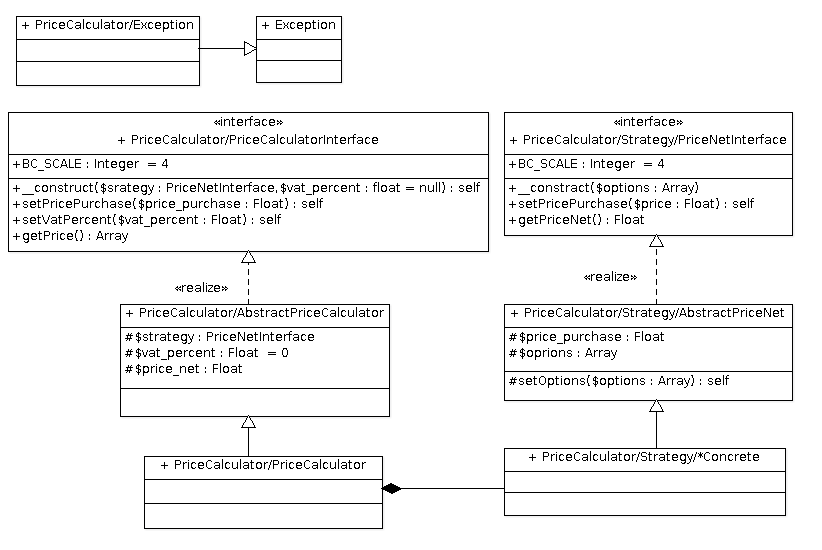 + PriceCalculator/Exception
+ Exception
«interface»
+ PriceCalculator/PriceCalculatorInterface
+BC_SCALE : Integer = 4
+__construct($srategy : PriceNetInterface,$vat_percent : float = null) : self
+setPricePurchase($price_purchase : Float) : self
+setVatPercent($vat_percent : Float) : self
+getPrice() : Array
«interface»
+ PriceCalculator/Strategy/PriceNetInterface
+BC_SCALE : Integer = 4
+__construct($options : Array)
+setPricePurchase($price : Float) : self
+getPriceNet() : Float
«realize»
«realize»
+ PriceCalculator/AbstractPriceCalculator
#$strategy : PriceNetInterface
#$vat_percent : Float = 0
#$price_net : Float
+ PriceCalculator/Strategy/AbstractPriceNet
#$price_purchase : Float
#$oprions : Array
#setOptions($options : Array) : self
+ PriceCalculator/PriceCalculator
+ PriceCalculator/Strategy/*Concrete